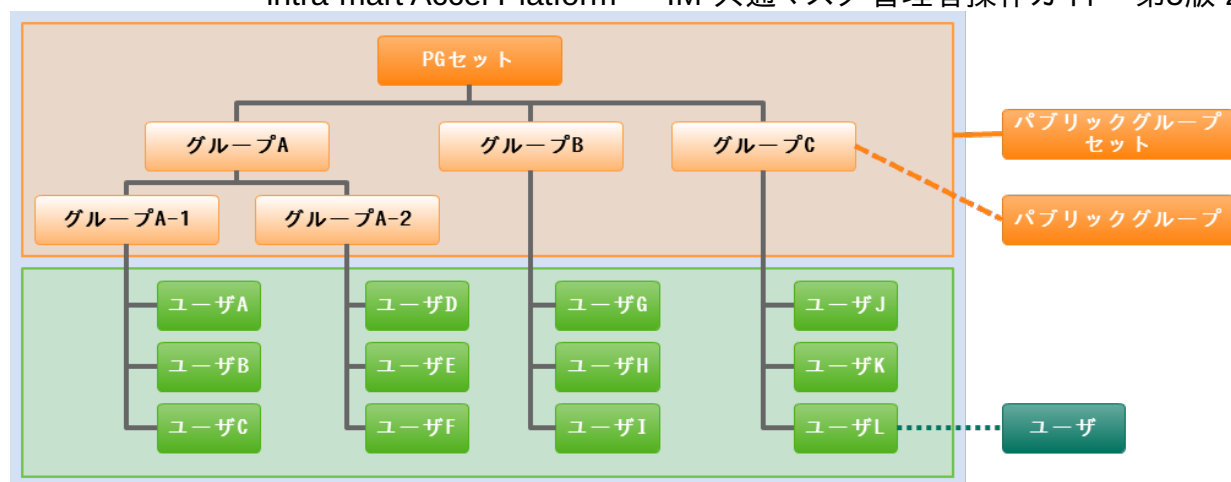 PGセット
グループA
グループB
グループC
パブリックグループ
セット
グループA-1
グループA-2
パブリックグループ
ユーザA
ユーザD
ユーザG
ユーザJ
ユーザB
ユーザE
ユーザH
ユーザK
ユーザC
ユーザF
ユーザI
ユーザL
ユーザ